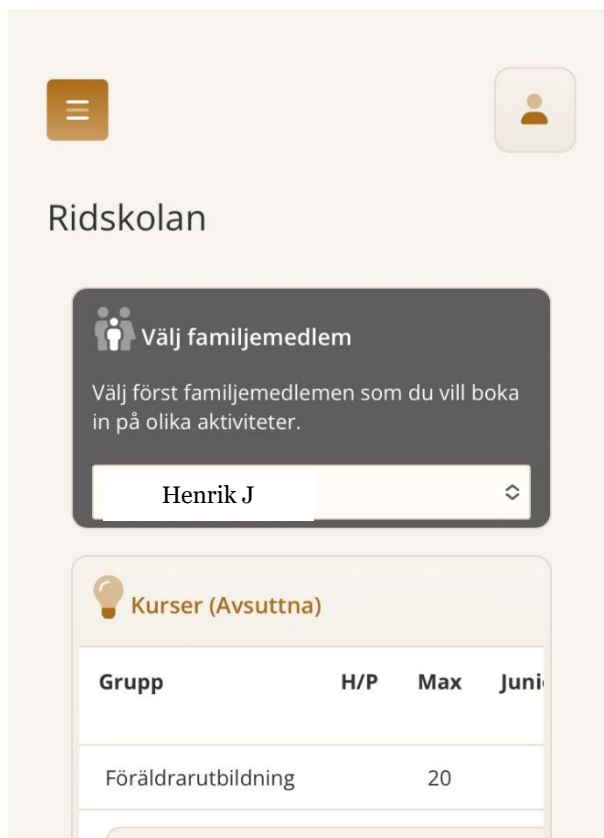 Ridskolan
Välj familjemedlem
Välj först familjemedlemen som du vill boka
in på olika aktiviteter.
Henrik J
Kurser (Avsuttna)
Grupp H/P Max Juni
Föräldrarutbildning 20